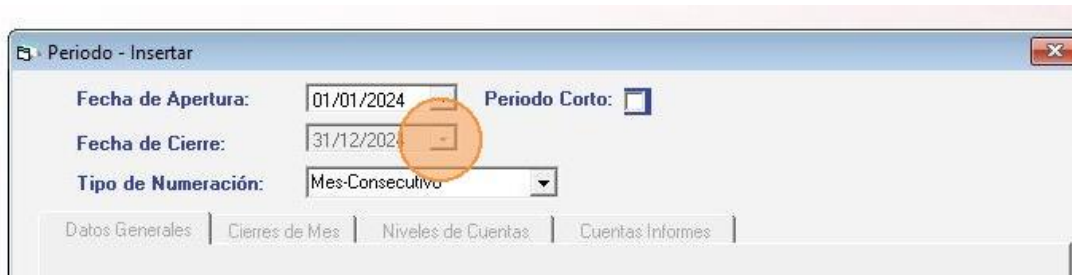 Periodo - Insertar
Fecha de Apertura: 01/01/2024 Periodo Corto:
Fecha de Cierre: 31/12/2024
Tipo de Numeración: Mes-Consecutivo
Datos Generales Cierres de Mes Niveles de Cuentas Cuentas Informes